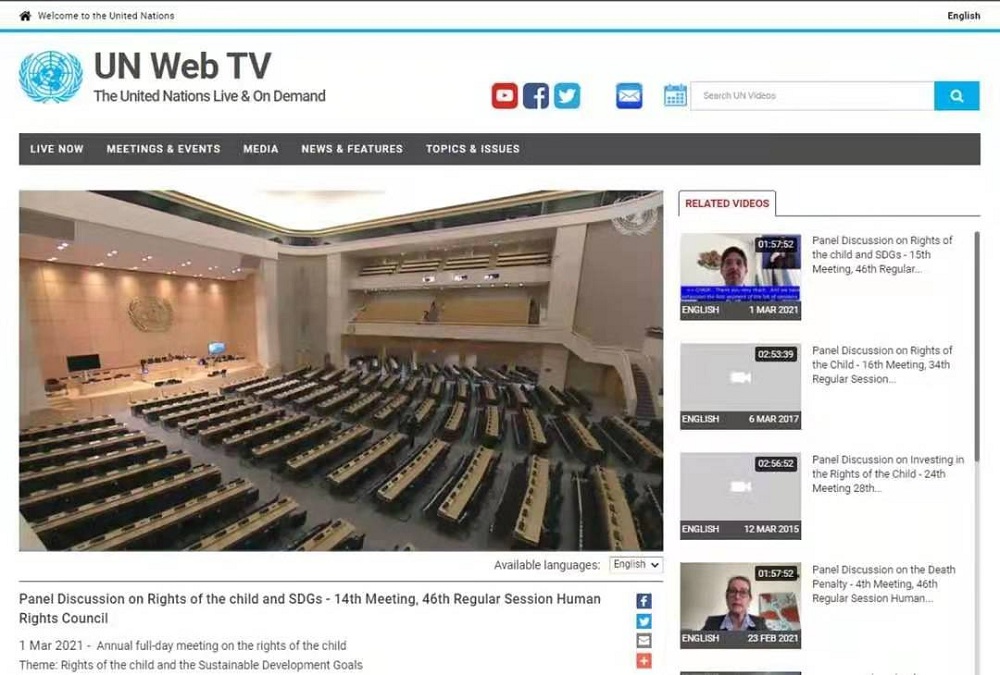 Welcome to the United Nations
English
UN Web TV
The United Nations Live & On Demand
Search UN Videos
LIVE NOW MEETINGS & EVENTS MEDIA NEWS & FEATURES TOPICS & ISSUES
RELATED VIDEOS
01:57:52
ENGLISH 1 MAR 2021
Panel Discussion on Rights of
the child and SDGs - 15th
Meeting, 46th Regular...
02:53:39
ENGLISH 6 MAR 2017
Panel Discussion on Rights of
the Child - 16th Meeting, 34th
Regular Session...
02:56:52
ENGLISH 12 MAR 2015
Panel Discussion on Investing in
the Rights of the Child - 24th
Meeting 28th...
01:57:52
ENGLISH 23 FEB 2021
Panel Discussion on the Death
Penalty - 4th Meeting, 46th
Regular Session Human...
Available languages: English
Panel Discussion on Rights of the child and SDGs - 14th Meeting, 46th Regular Session Human
Rights Council
1 Mar 2021 - Annual full-day meeting on the rights of the child
Theme: Rights of the child and the Sustainable Development Goals